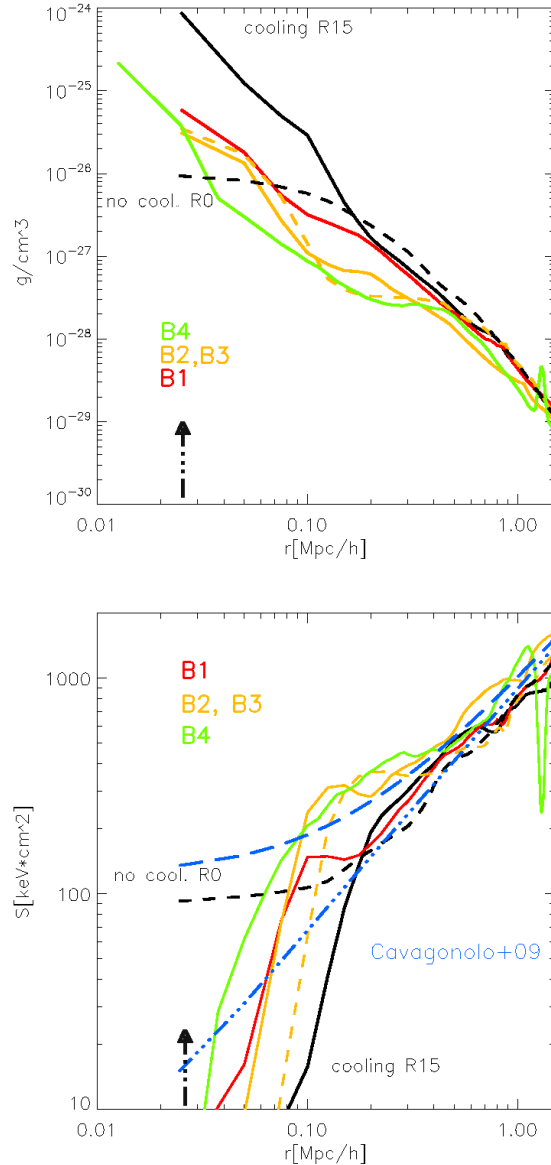 10^-24
cooling R15
10^-25
10^-26
no cool. R0
g/cm^3
10^-27
10^-28
B4
B2,B3
B1
10^-29
10^-30
0.01
0.10
1.00
r[Mpc/h]
B1
1000
B2, B3
B4
S[keV*cm^2]
no cool. R0
100
Cavagonolo+09
cooling R15
10
0.01
0.10
1.00
r[Mpc/h]